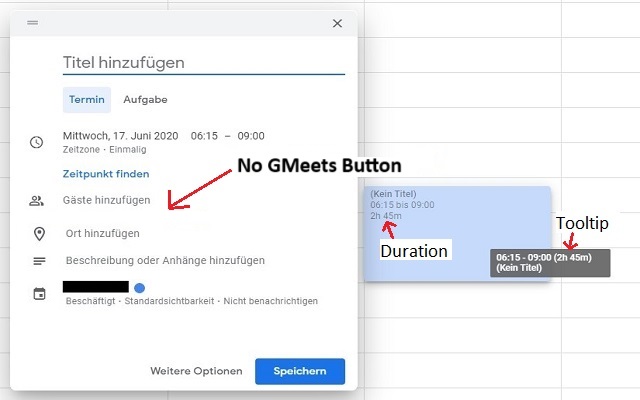 Titel hinzufügen
Termin Aufgabe
Mittwoch, 17. Juni 2020 06:15 – 09:00
Zeitzone · Einmalig
Zeitpunkt finden
No GMeets Button
Gäste hinzufügen
Ort hinzufügen
Beschreibung oder Anhänge hinzufügen
Beschäftigt · Standardsichtbarkeit · Nicht benachrichtigen
Weitere Optionen Speichern
(Kein Titel)
06:15 bis 09:00
2h 45m
Duration
Tooltip
06:15 - 09:00 (2h 45m)
(Kein Titel)